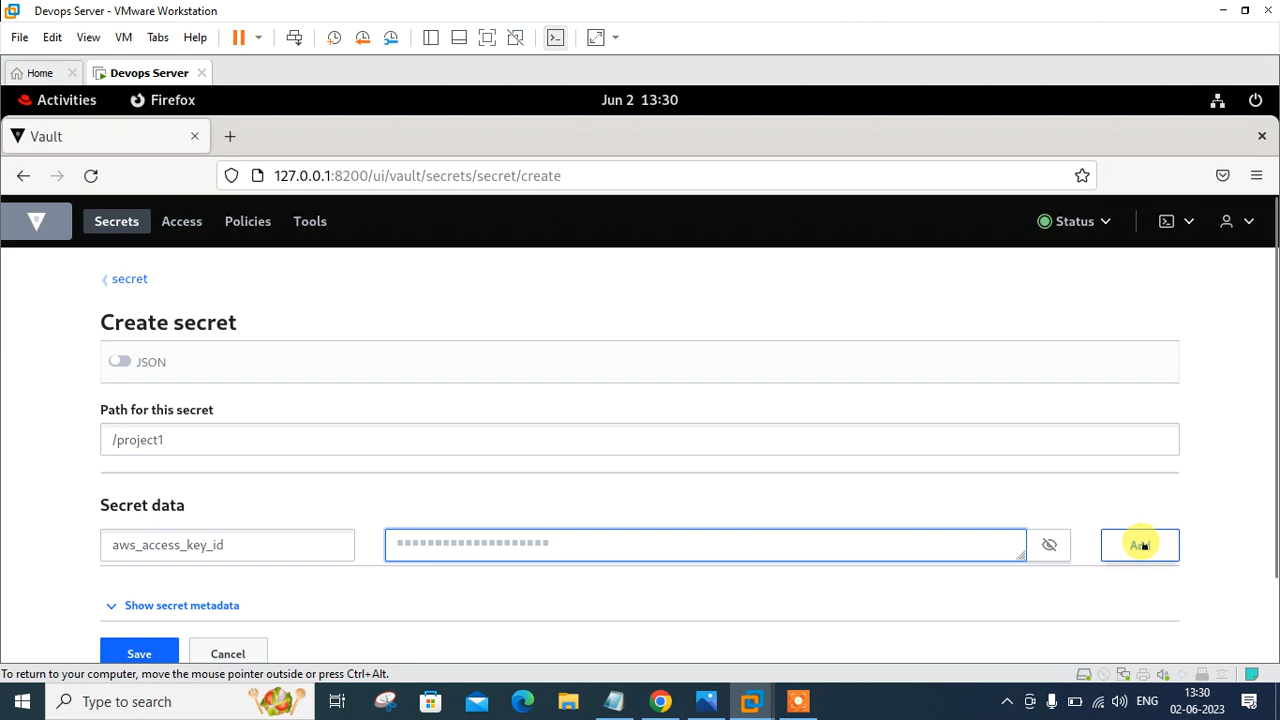 Devops Server - VMware Workstation
File Edit View VM Tabs Help
Home Devops Server
Activities Firefox Jun 2 13:30
Vault
127.0.0.1:8200/ui/vault/secrets/secret/create
Secrets Access Policies Tools Status
secret
Create secret
JSON
Path for this secret
/project1
Secret data
aws_access_key_id Add
Show secret metadata
Save Cancel
To return to your computer, move the mouse pointer outside or press Ctrl+Alt.
Type to search ENG 13:30
02-06-2023